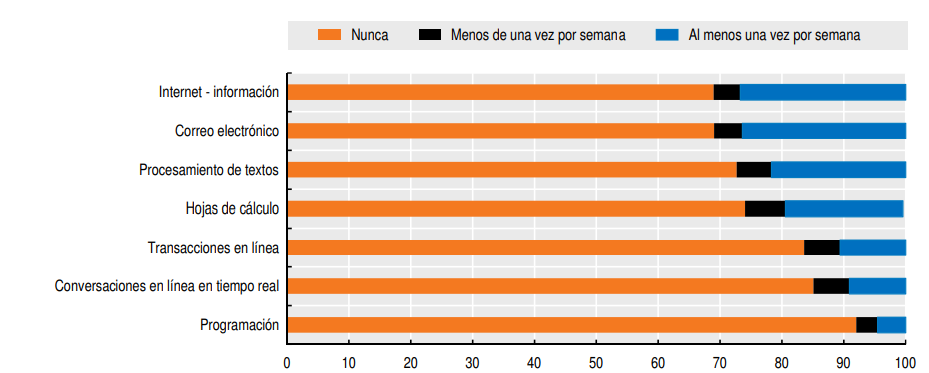 Nunca Menos de una vez por semana Al menos una vez por semana
Internet - información
Correo electrónico
Procesamiento de textos
Hojas de cálculo
Transacciones en línea
Conversaciones en línea en tiempo real
Programación
0 10 20 30 40 50 60 70 80 90 100